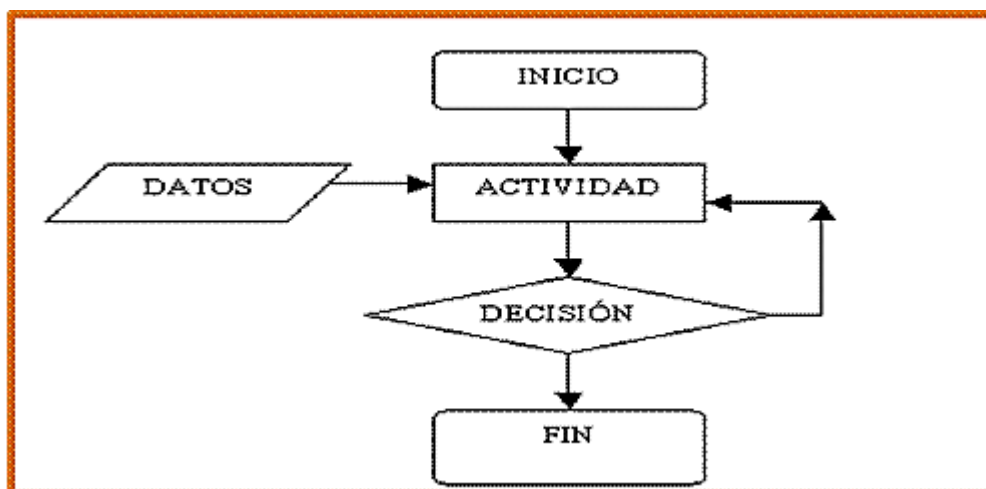 INICIO
DATOS
ACTIVIDAD
DECISIÓN
FIN